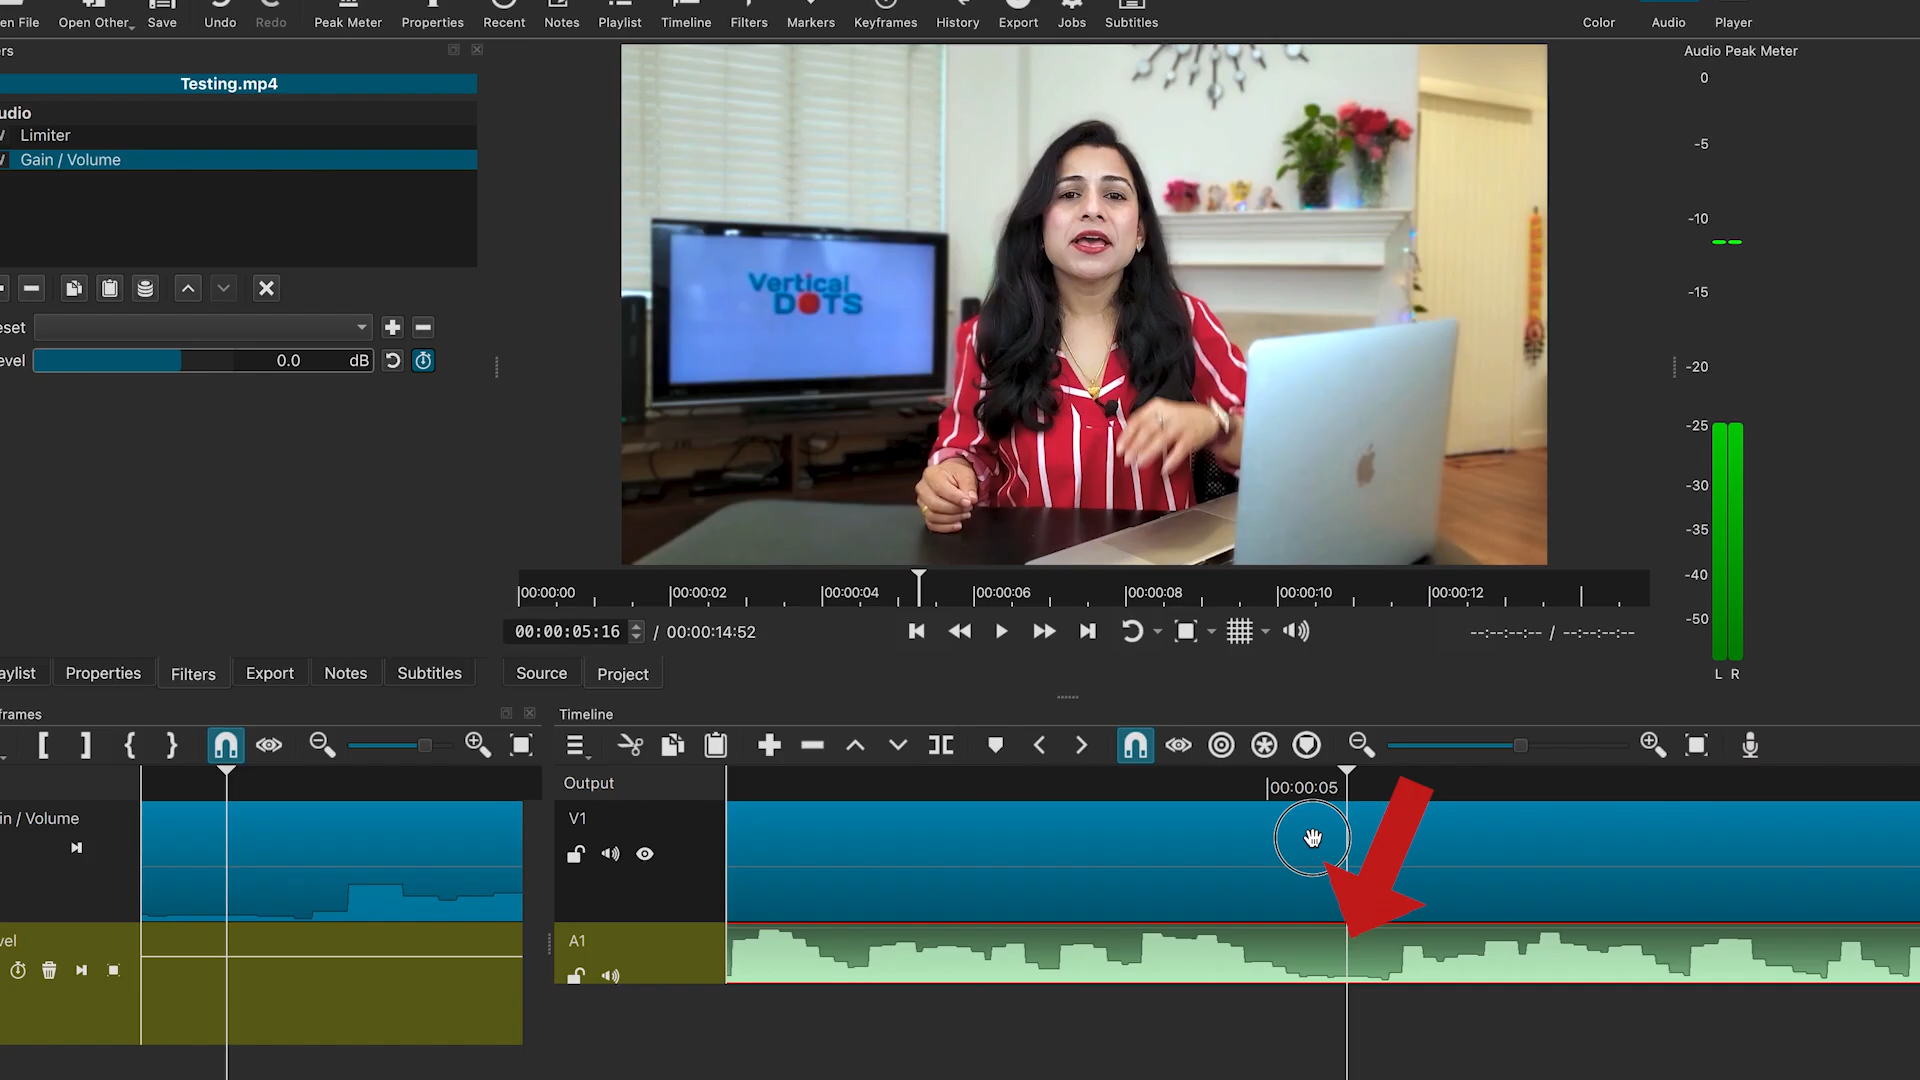 en File Open Other Save Undo Redo Peak Meter Properties Recent Notes Playlist Timeline Filters Markers Keyframes History Export Jobs Subtitles Color Audio Player
ers
Audio Peak Meter
Testing.mp4
udio
Limiter
Gain / Volume
0
-5
-10
-15
-20
-25
-30
-35
-40
-50
L R
Vertical
DOTS
eset
evel 0.0 dB
00:00:00 00:00:02 00:00:04 00:00:06 00:00:08 00:00:10 00:00:12
00:00:05:16 / 00:00:14:52 --:--:--:-- / --:--:--:--
aylist Properties Filters Export Notes Subtitles Source Project
frames
Timeline
Output
00:00:05
in / Volume
V1
vel
A1